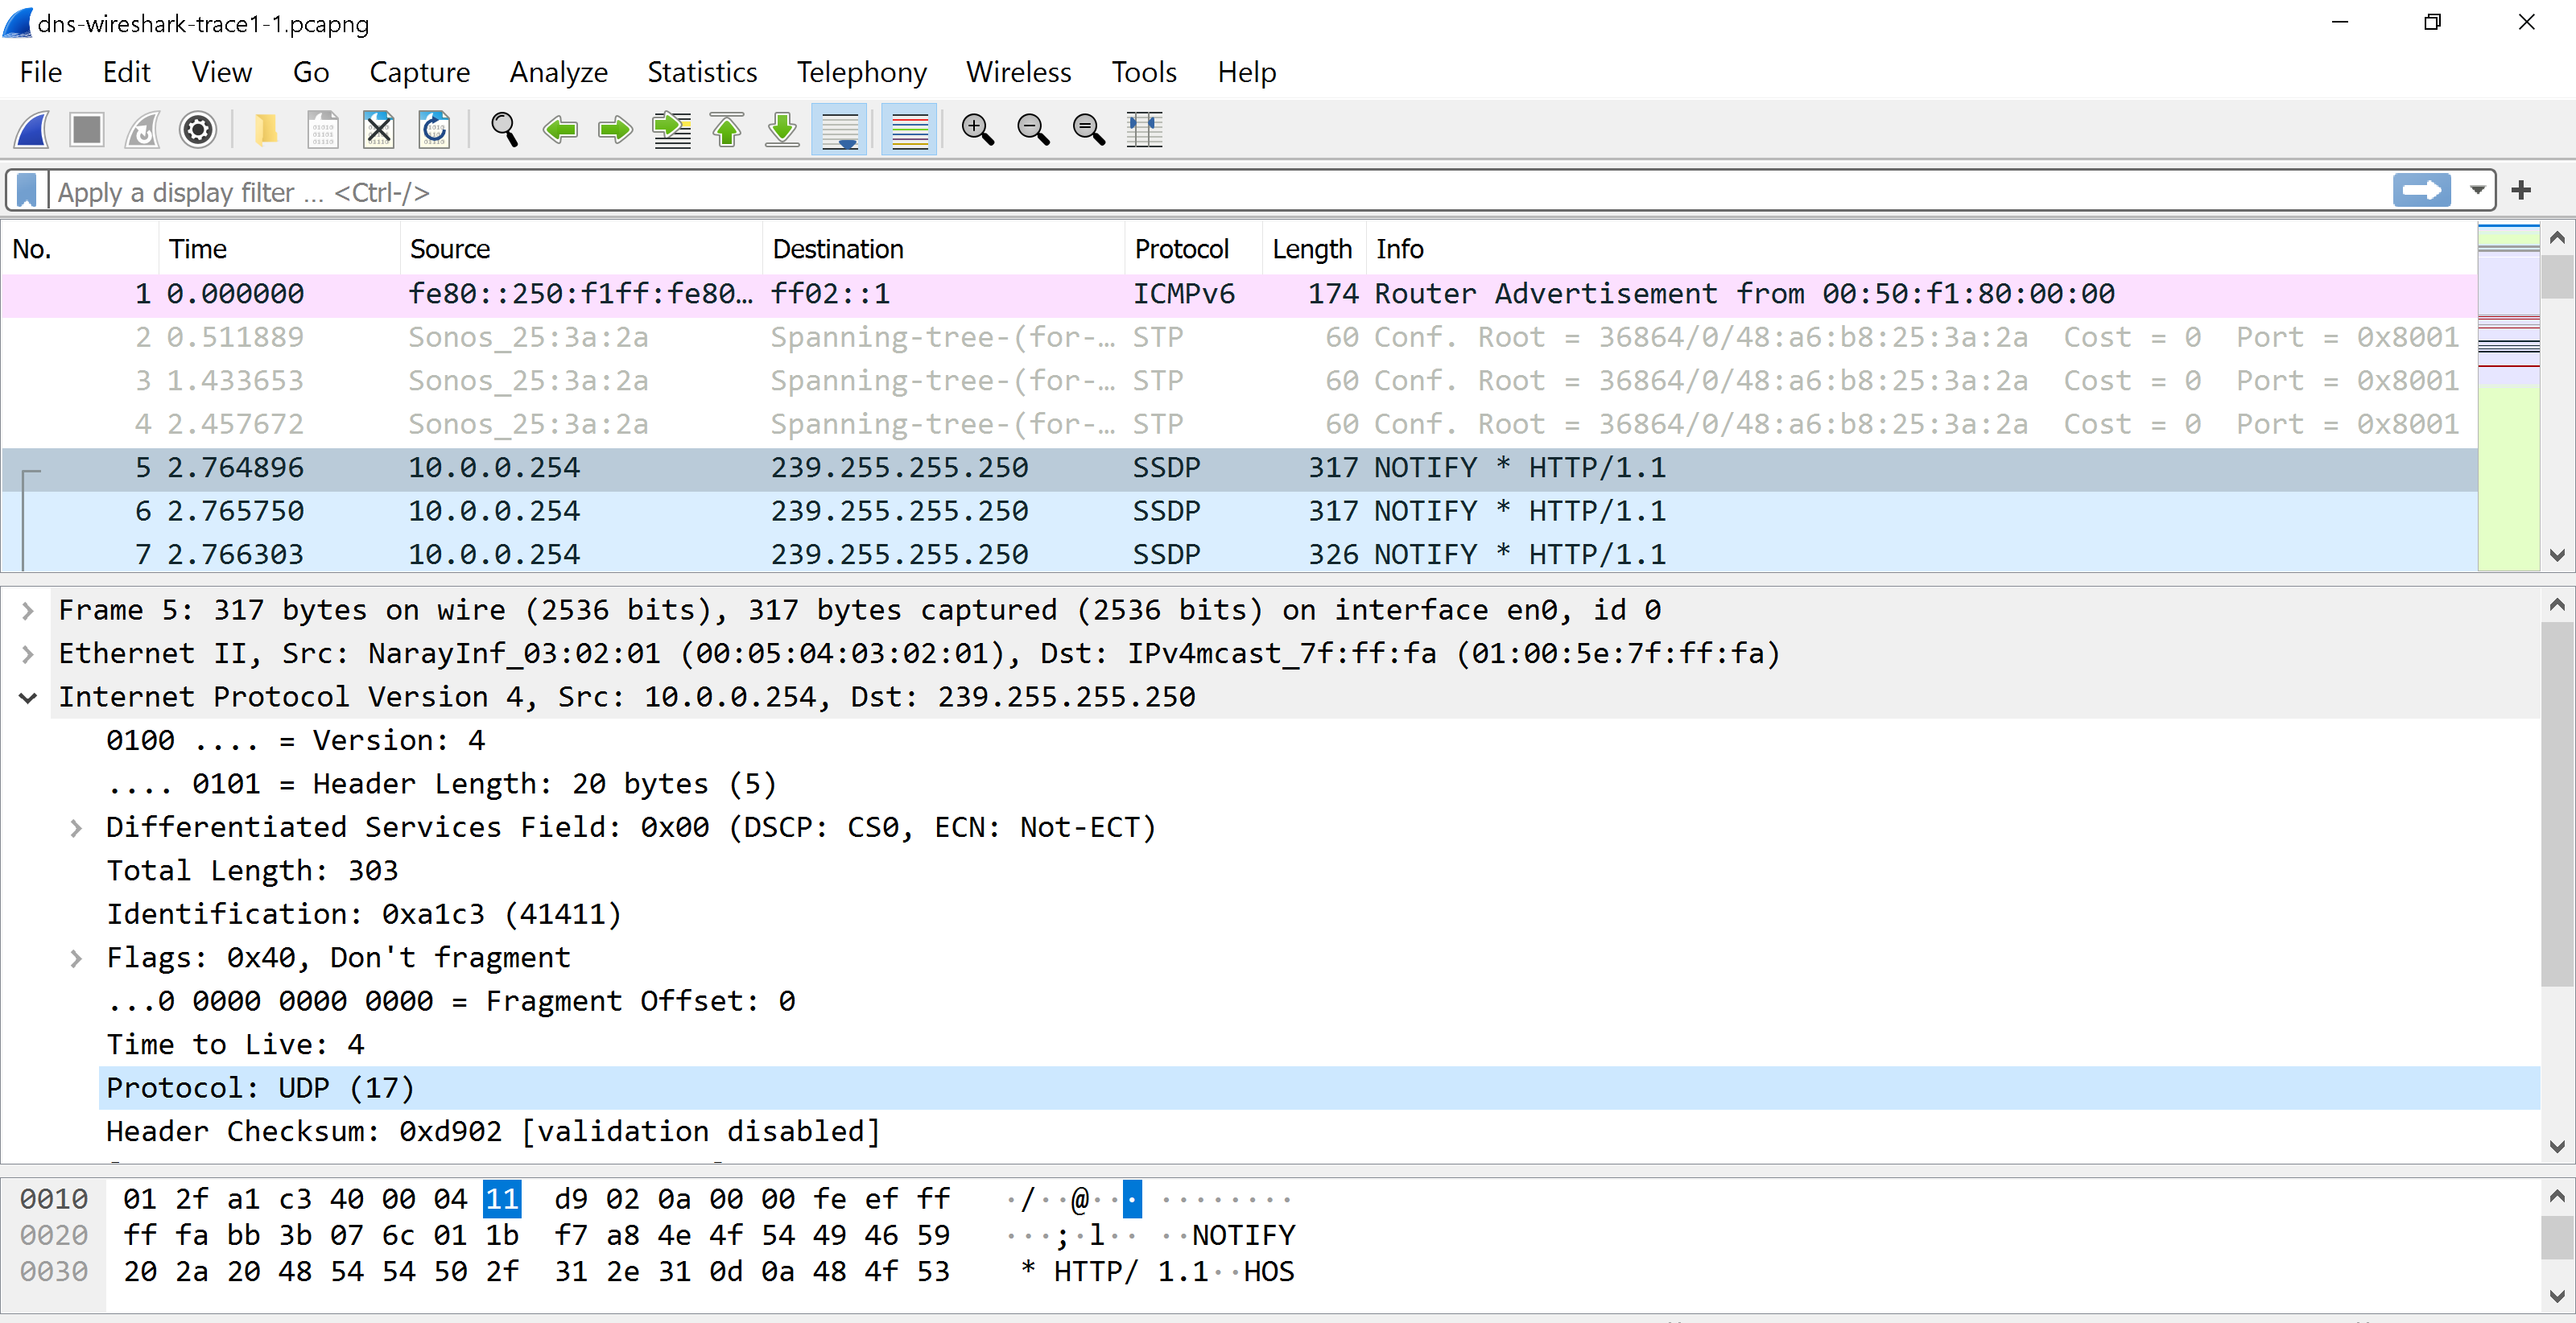 dns-wireshark-trace1-1.pcapng
File Edit View Go Capture Analyze Statistics Telephony Wireless Tools Help
Apply a display filter ... <Ctrl-/>
No. Time Source Destination Protocol Length Info
1 0.000000 fe80::250:f1ff:fe80… ff02::1 ICMPv6 174 Router Advertisement from 00:50:f1:80:00:00
2 0.511889 Sonos_25:3a:2a Spanning-tree-(for-… STP 60 Conf. Root = 36864/0/48:a6:b8:25:3a:2a Cost = 0 Port = 0x8001
3 1.433653 Sonos_25:3a:2a Spanning-tree-(for-… STP 60 Conf. Root = 36864/0/48:a6:b8:25:3a:2a Cost = 0 Port = 0x8001
4 2.457672 Sonos_25:3a:2a Spanning-tree-(for-… STP 60 Conf. Root = 36864/0/48:a6:b8:25:3a:2a Cost = 0 Port = 0x8001
5 2.764896 10.0.0.254 239.255.255.250 SSDP 317 NOTIFY * HTTP/1.1
6 2.765750 10.0.0.254 239.255.255.250 SSDP 317 NOTIFY * HTTP/1.1
7 2.766303 10.0.0.254 239.255.255.250 SSDP 326 NOTIFY * HTTP/1.1
Frame 5: 317 bytes on wire (2536 bits), 317 bytes captured (2536 bits) on interface en0, id 0
Ethernet II, Src: NarayInf_03:02:01 (00:05:04:03:02:01), Dst: IPv4mcast_7f:ff:fa (01:00:5e:7f:ff:fa)
Internet Protocol Version 4, Src: 10.0.0.254, Dst: 239.255.255.250
0100 .... = Version: 4
.... 0101 = Header Length: 20 bytes (5)
Differentiated Services Field: 0x00 (DSCP: CS0, ECN: Not-ECT)
Total Length: 303
Identification: 0xa1c3 (41411)
Flags: 0x40, Don't fragment
...0 0000 0000 0000 = Fragment Offset: 0
Time to Live: 4
Protocol: UDP (17)
Header Checksum: 0xd902 [validation disabled]
0010 01 2f a1 c3 40 00 04 11 d9 02 0a 00 00 fe ef ff ·/··@··· ········
0020 ff fa bb 3b 07 6c 01 1b f7 a8 4e 4f 54 49 46 59 ···;·l·· ··NOTIFY
0030 20 2a 20 48 54 54 50 2f 31 2e 31 0d 0a 48 4f 53 * HTTP/ 1.1··HOS